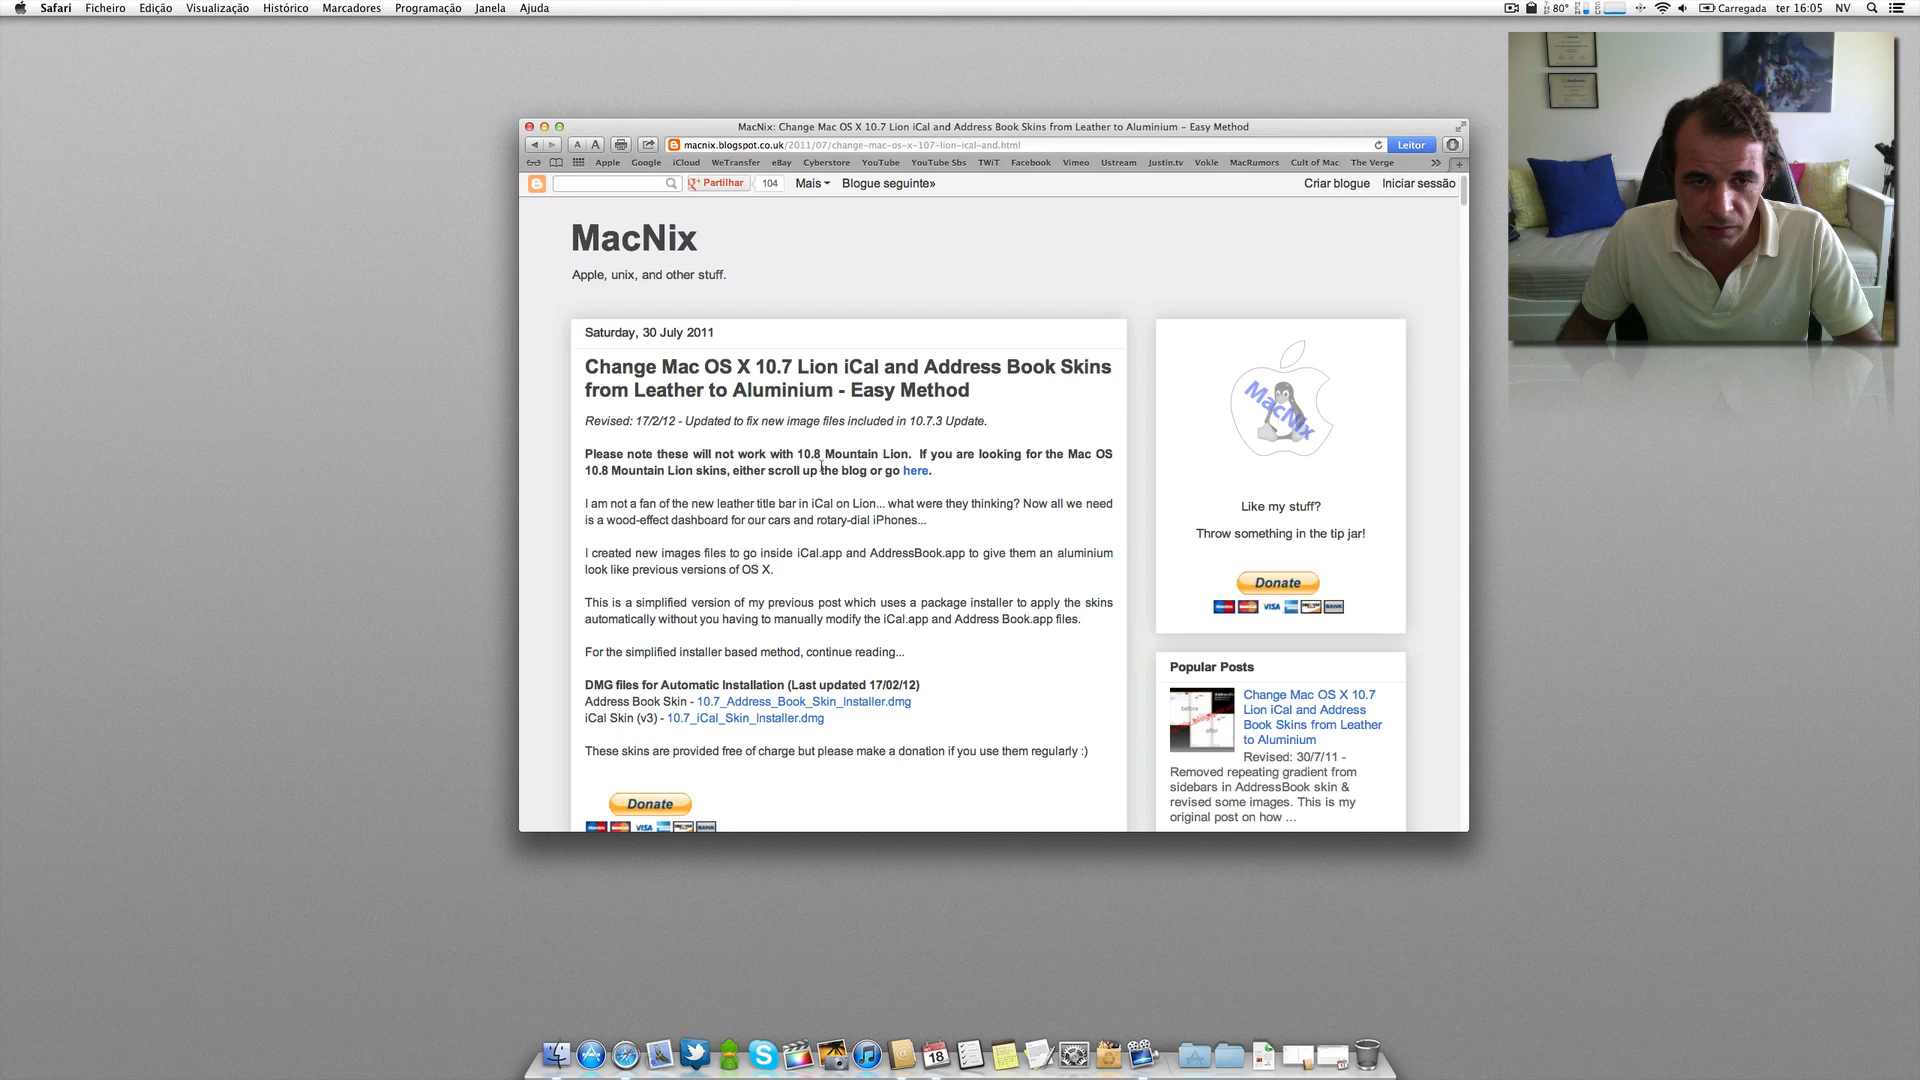 Safari Ficheiro Edição Visualização Histórico Marcadores Programação Janela Ajuda
80° Carregada ter 16:05 NV
MacNix: Change Mac OS X 10.7 Lion iCal and Address Book Skins from Leather to Aluminium – Easy Method
A A macnix.blogspot.co.uk/2011/07/change-mac-os-x-107-lion-ical-and.html Leitor
Apple Google iCloud WeTransfer eBay Cyberstore YouTube YouTube Sbs TWiT Facebook Vimeo Ustream Justin.tv Vokle MacRumors Cult of Mac The Verge
Partilhar 104 Mais Blogue seguinte» Criar blogue Iniciar sessão
MacNix
Apple, unix, and other stuff.
Saturday, 30 July 2011
Change Mac OS X 10.7 Lion iCal and Address Book Skins
from Leather to Aluminium - Easy Method
Revised: 17/2/12 - Updated to fix new image files included in 10.7.3 Update.
Please note these will not work with 10.8 Mountain Lion. If you are looking for the Mac OS
10.8 Mountain Lion skins, either scroll up the blog or go here.
I am not a fan of the new leather title bar in iCal on Lion... what were they thinking? Now all we need
is a wood-effect dashboard for our cars and rotary-dial iPhones...
I created new images files to go inside iCal.app and AddressBook.app to give them an aluminium
look like previous versions of OS X.
This is a simplified version of my previous post which uses a package installer to apply the skins
automatically without you having to manually modify the iCal.app and Address Book.app files.
For the simplified installer based method, continue reading...
DMG files for Automatic Installation (Last updated 17/02/12)
Address Book Skin - 10.7_Address_Book_Skin_Installer.dmg
iCal Skin (v3) - 10.7_iCal_Skin_Installer.dmg
These skins are provided free of charge but please make a donation if you use them regularly :)
Donate
VISA BANK
MacNix
Like my stuff?
Throw something in the tip jar!
Donate
VISA BANK
Popular Posts
before
after
Change Mac OS X 10.7
Lion iCal and Address
Book Skins from Leather
to Aluminium
Revised: 30/7/11 -
Removed repeating gradient from
sidebars in AddressBook skin &
revised some images. This is my
original post on how ...
18